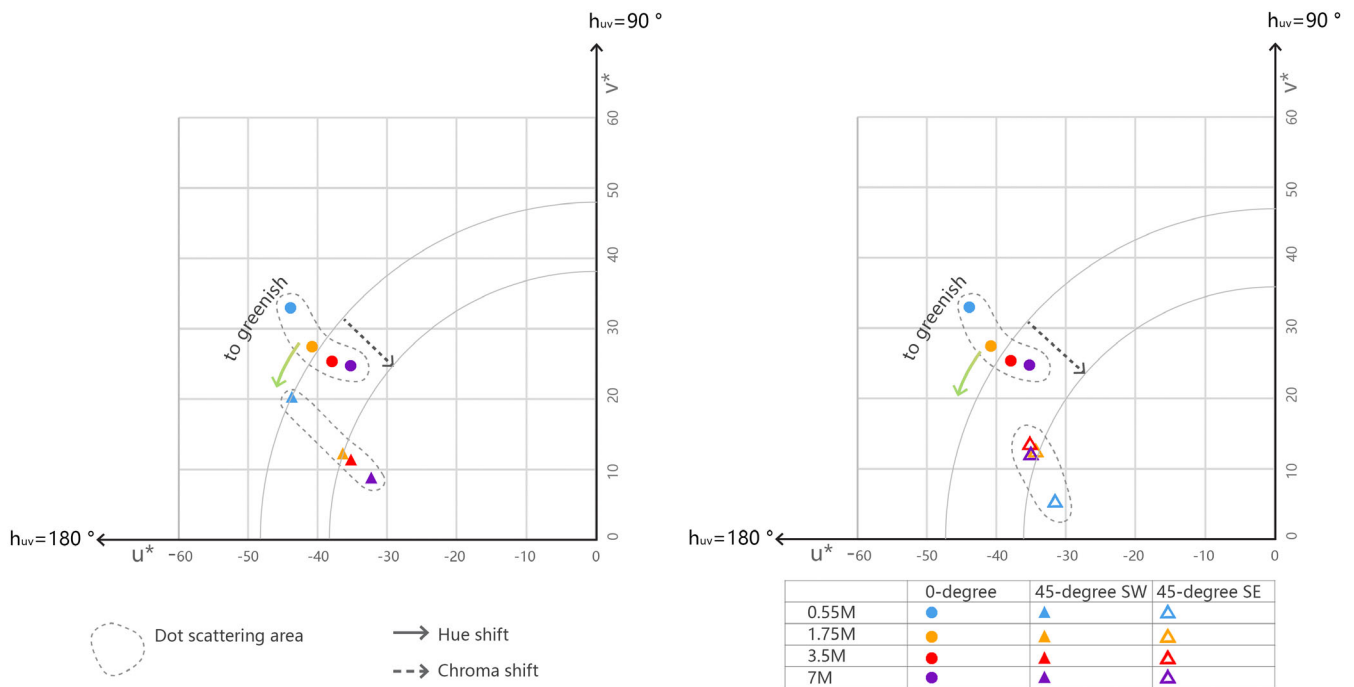 huv=90 °
v*
60
50
40
30
20
10
0
to greenish
huv=180 °
u*
-60
-50
-40
-30
-20
-10
0
huv=90 °
v*
60
50
40
30
20
10
0
to greenish
huv=180 °
u*
-60
-50
-40
-30
-20
-10
0
Dot scattering area
Hue shift
Chroma shift
0-degree 45-degree SW 45-degree SE
0.55M
1.75M
3.5M
7M